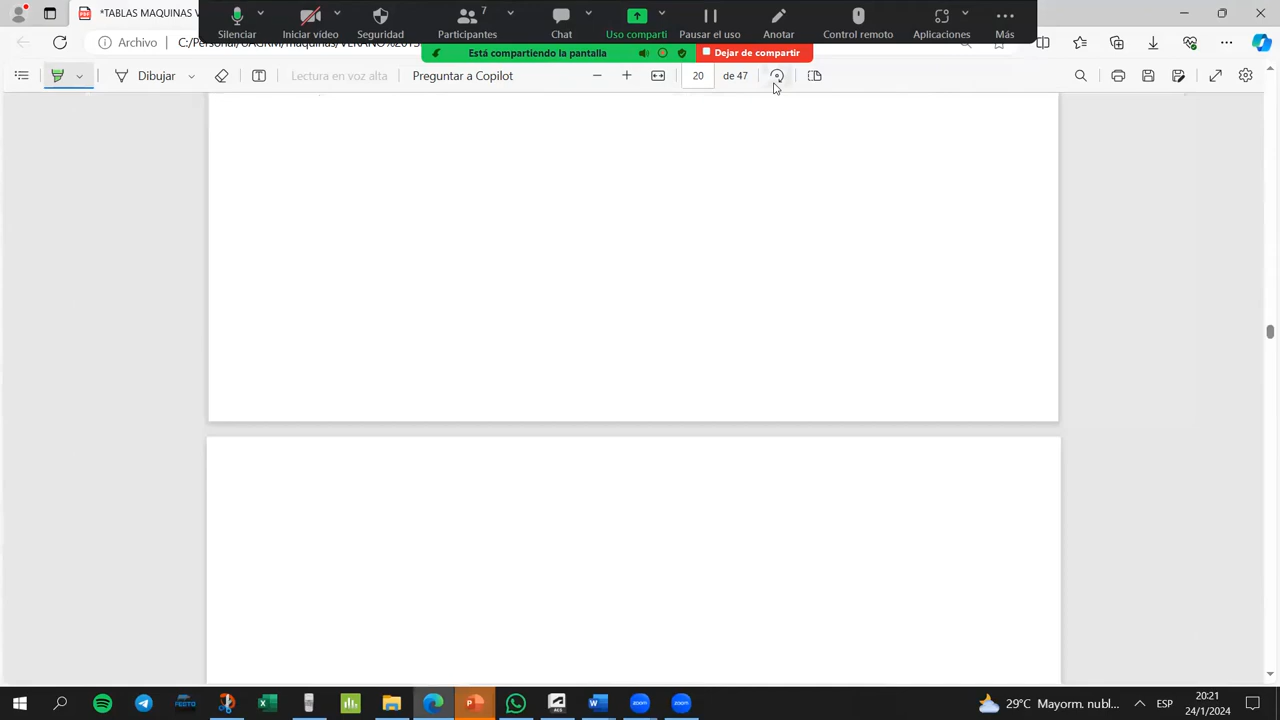 *TABLAS MAQUINAS V
Silenciar
Iniciar video
Seguridad
7
Participantes
Chat
Uso comparti
Pausar el uso
Anotar
Control remoto
Aplicaciones
Más
Archivo
Está compartiendo la pantalla
Dejar de compartir
Dibujar
Lectura en voz alta
Preguntar a Copilot
20
de 47
29°C Mayorm. nubl...
ESP
20:21
24/1/2024